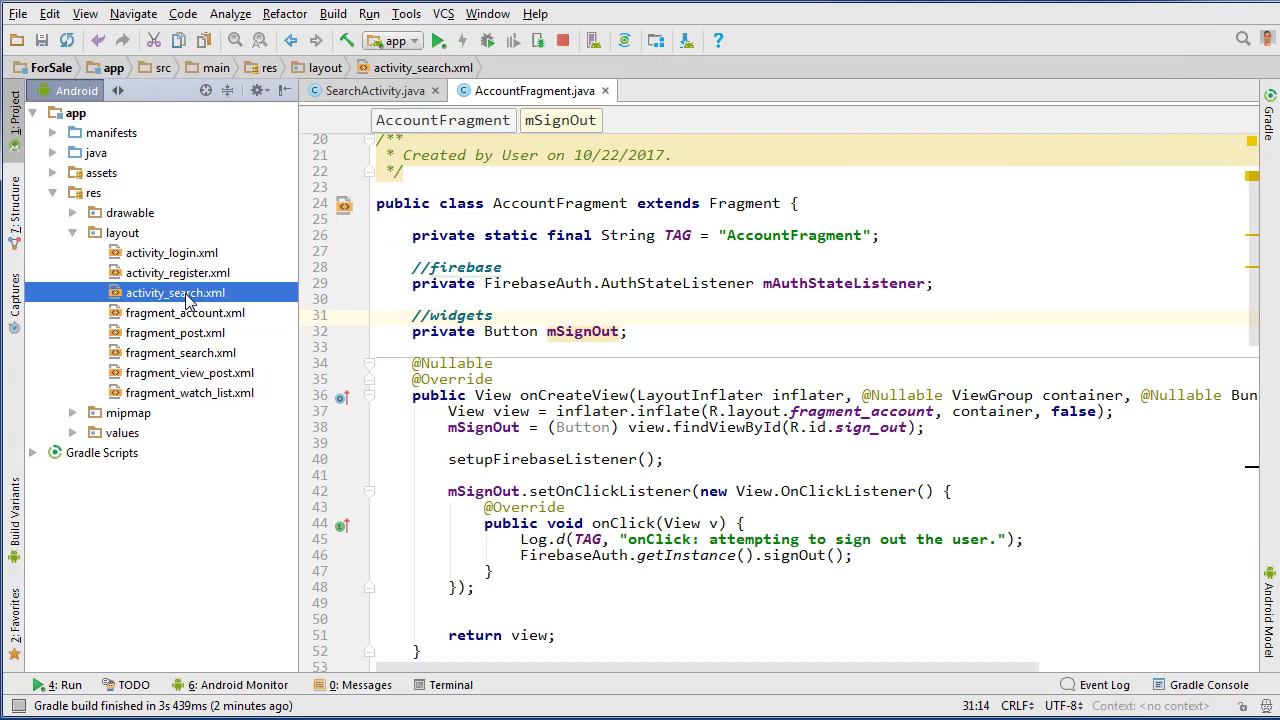 File Edit View Navigate Code Analyze Refactor Build Run Tools VCS Window Help
app
ForSale app src main res layout activity_search.xml
Android
SearchActivity.java AccountFragment.java
AccountFragment mSignOut
1: Project
7: Structure
Captures
Build Variants
2: Favorites
app
manifests
java
assets
res
drawable
layout
activity_login.xml
activity_register.xml
activity_search.xml
fragment_account.xml
fragment_post.xml
fragment_search.xml
fragment_view_post.xml
fragment_watch_list.xml
mipmap
values
Gradle Scripts
20 /**
21 * Created by User on 10/22/2017.
22 */
23
24 public class AccountFragment extends Fragment {
25
26 private static final String TAG = "AccountFragment";
27
28 //firebase
29 private FirebaseAuth.AuthStateListener mAuthStateListener;
30
31 //widgets
32 private Button mSignOut;
33
34 @Nullable
35 @Override
36 public View onCreateView(LayoutInflater inflater, @Nullable ViewGroup container, @Nullable Bun
37 View view = inflater.inflate(R.layout.fragment_account, container, false);
38 mSignOut = (Button) view.findViewById(R.id.sign_out);
39
40 setupFirebaseListener();
41
42 mSignOut.setOnClickListener(new View.OnClickListener() {
43 @Override
44 public void onClick(View v) {
45 Log.d(TAG, "onClick: attempting to sign out the user.");
46 FirebaseAuth.getInstance().signOut();
47 }
48 });
49
50
51 return view;
52 }
53
Gradle
Android Model
4: Run TODO 6: Android Monitor 0: Messages Terminal Event Log Gradle Console
Gradle build finished in 3s 439ms (2 minutes ago) 31:14 CRLF UTF-8 Context: <no context>